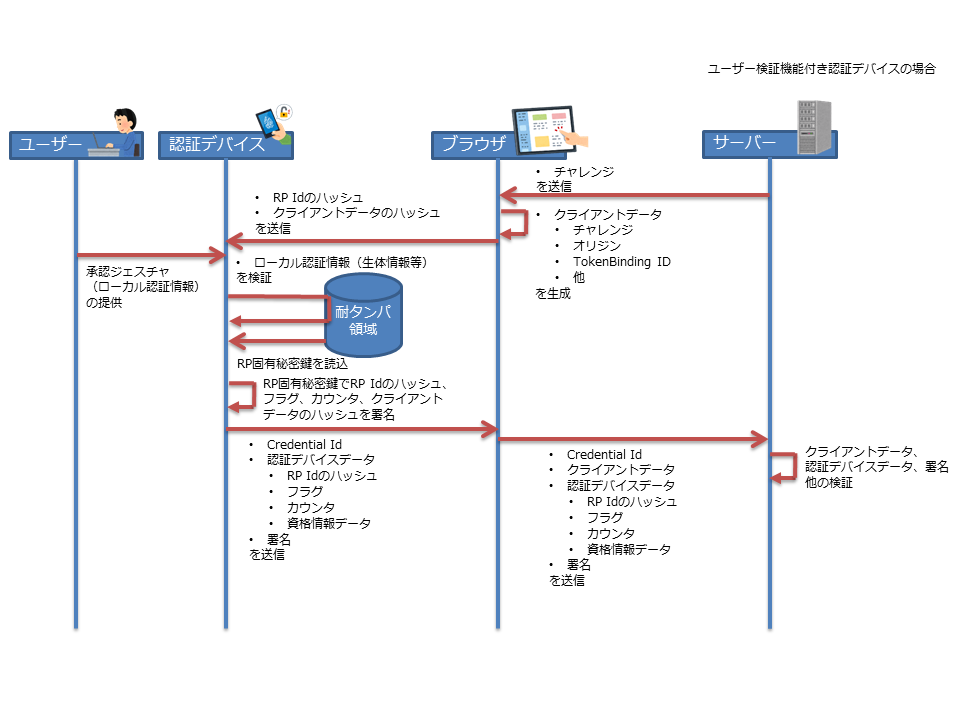 ユーザー検証機能付き認証デバイスの場合
ユーザー
認証デバイス
ブラウザ
サーバー
• チャレンジ
を送信
• RP Idのハッシュ
• クライアントデータのハッシュ
を送信
• クライアントデータ
• チャレンジ
• オリジン
• TokenBinding ID
• 他
を生成
承認ジェスチャ
（ローカル認証情報）
の提供
• ローカル認証情報（生体情報等）
を検証
耐タンパ
領域
RP固有秘密鍵を読込
RP固有秘密鍵でRP Idのハッシュ、
フラグ、カウンタ、クライアント
データのハッシュを署名
• Credential Id
• 認証デバイスデータ
• RP Idのハッシュ
• フラグ
• カウンタ
• 資格情報データ
• 署名
を送信
• Credential Id
• クライアントデータ
• 認証デバイスデータ
• RP Idのハッシュ
• フラグ
• カウンタ
• 資格情報データ
• 署名
を送信
クライアントデータ、
認証デバイスデータ、署名
他の検証